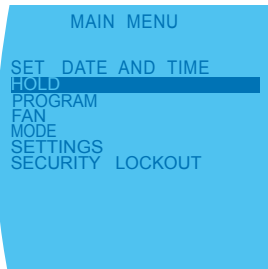 MAIN MENU
SET DATE AND TIME
HOLD
PROGRAM
FAN
MODE
SETTINGS
SECURITY LOCKOUT